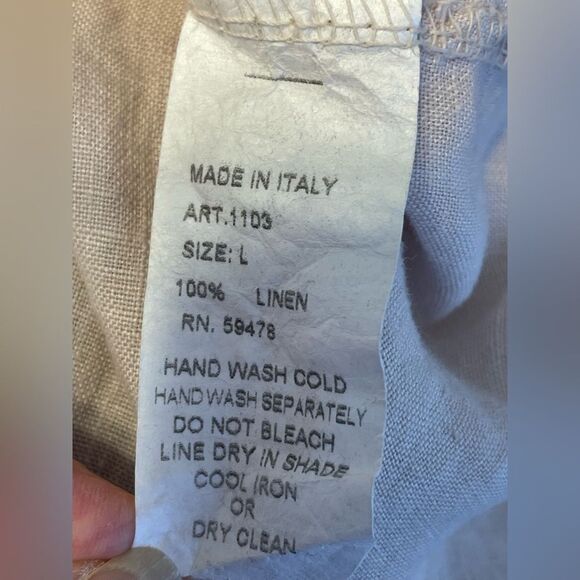 MADE IN ITALY
ART.1103
SIZE: L
100% LINEN
RN. 59478
HAND WASH COLD
HAND WASH SEPARATELY
DO NOT BLEACH
LINE DRY IN SHADE
COOL IRON
OR
DRY CLEAN